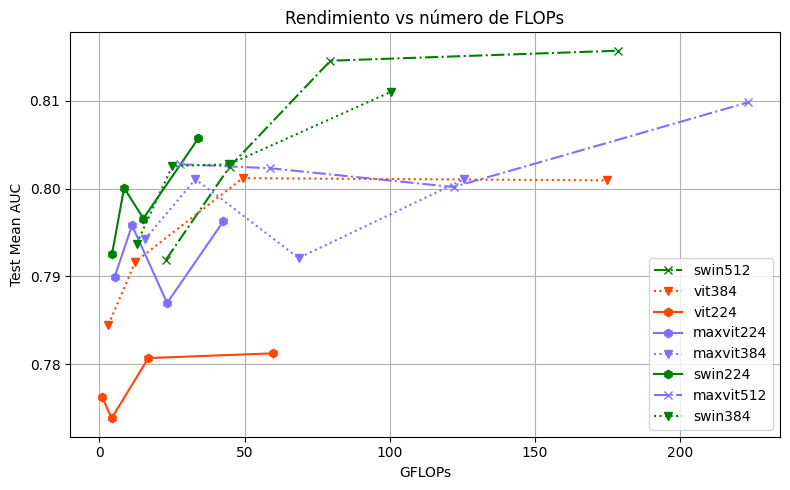 Rendimiento vs número de FLOPs
Test Mean AUC
0.81
0.80
0.79
0.78
swin512
vit384
vit224
maxvit224
maxvit384
swin224
maxvit512
swin384
0
50
100
150
200
GFLOPs